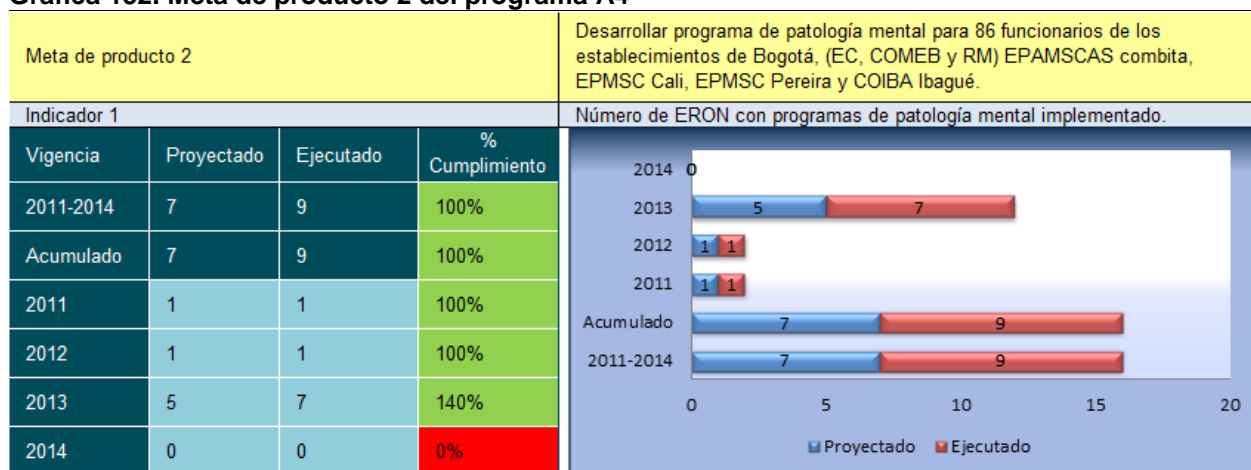 Gráfica 182. Meta de producto 2 del programa A4
Meta de producto 2
Desarrollar programa de patología mental para 86 funcionarios de los
establecimientos de Bogotá, (EC, COMEB y RM) EPAMSCAS combita,
EPMSC Cali, EPMSC Pereira y COIBA Ibagué.
Indicador 1
Número de ERON con programas de patología mental implementado.
Vigencia Proyectado Ejecutado %
Cumplimiento
2011-2014 7 9 100%
Acumulado 7 9 100%
2011 1 1 100%
2012 1 1 100%
2013 5 7 140%
2014 0 0 0%
2014 0
2013 5 7
2012 1 1
2011 1 1
Acumulado 7 9
2011-2014 7 9
0 5 10 15 20
Proyectado Ejecutado